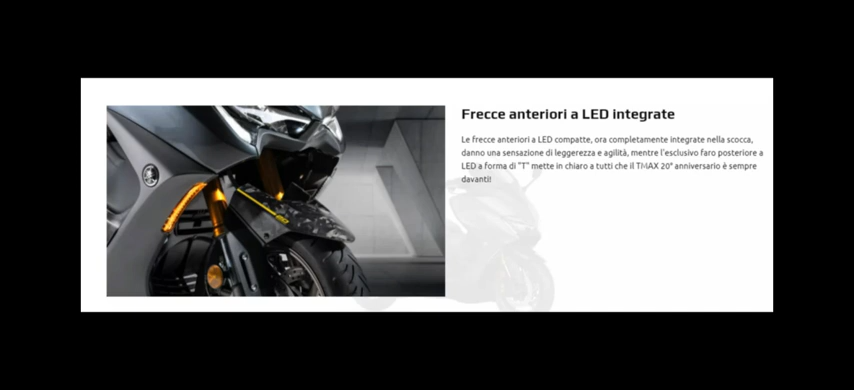 Frecce anteriori a LED integrate
Le frecce anteriori a LED compatte, ora completamente integrate nella scocca,
danno una sensazione di leggerezza e agilità, mentre l'esclusivo faro posteriore a
LED a forma di "T" mette in chiaro a tutti che il TMAX 20° anniversario è sempre
davanti!